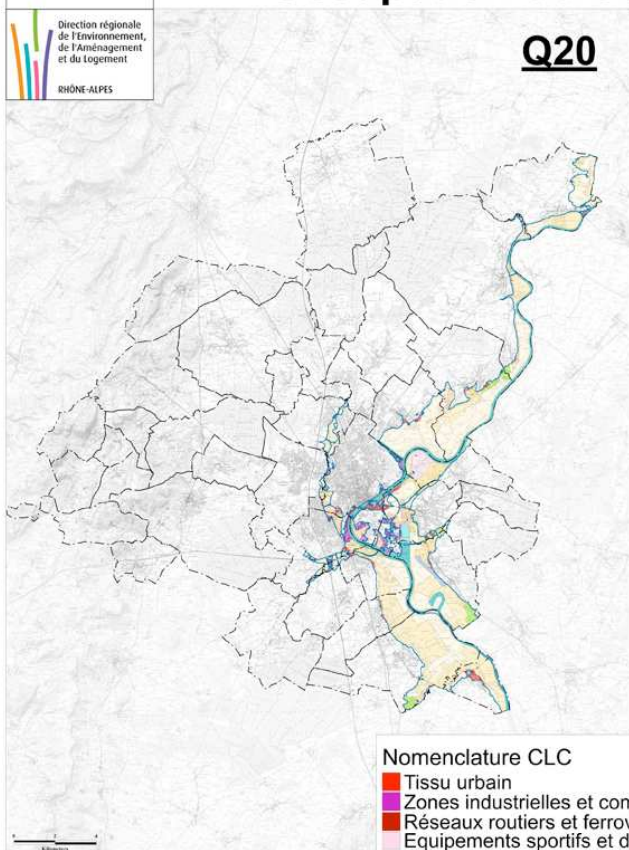 Direction régionale
de l'Environnement,
de l'Aménagement
et du Logement
RHÔNE-ALPES
Q20
Nomenclature CLC
Tissu urbain
Zones industrielles et con
Réseaux routiers et ferrov
Equipements sportifs et d